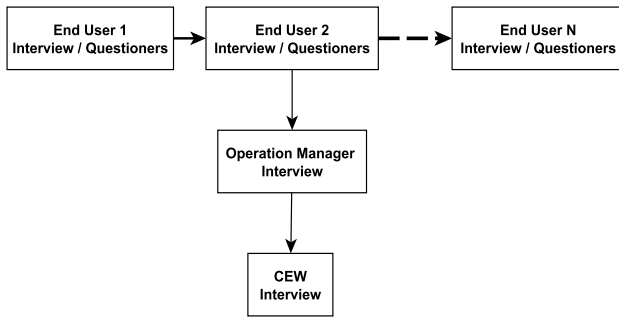 End User 1
Interview / Questioners
End User 2
Interview / Questioners
End User N
Interview / Questioners
Operation Manager
Interview
CEW
Interview